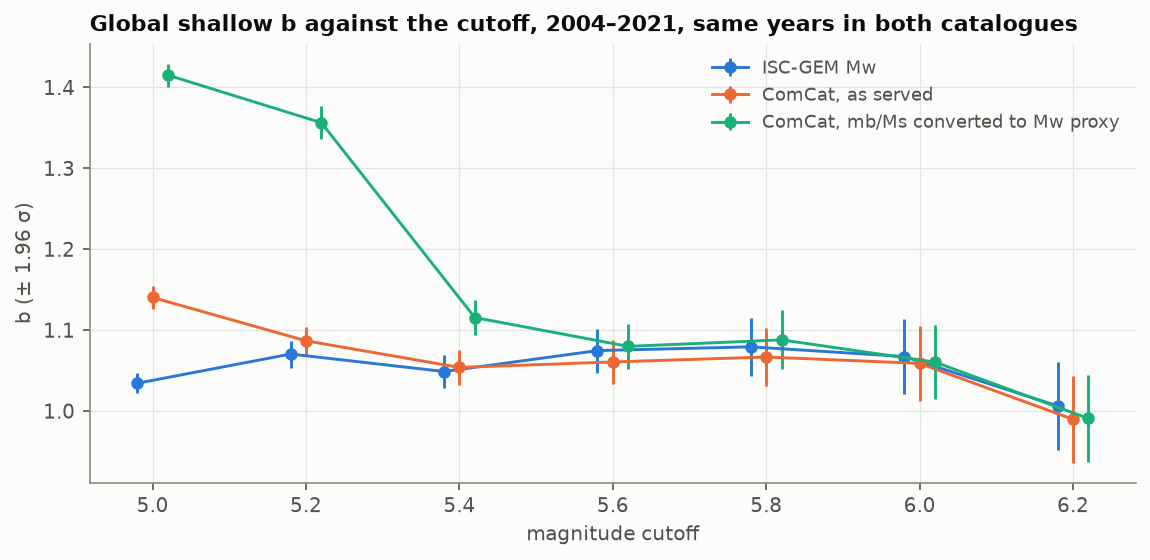 Global shallow b against the cutoff, 2004–2021, same years in both catalogues
ISC-GEM Mw
ComCat, as served
ComCat, mb/Ms converted to Mw proxy
b (± 1.96 σ)
1.4
1.3
1.2
1.1
1.0
5.0 5.2 5.4 5.6 5.8 6.0 6.2
magnitude cutoff